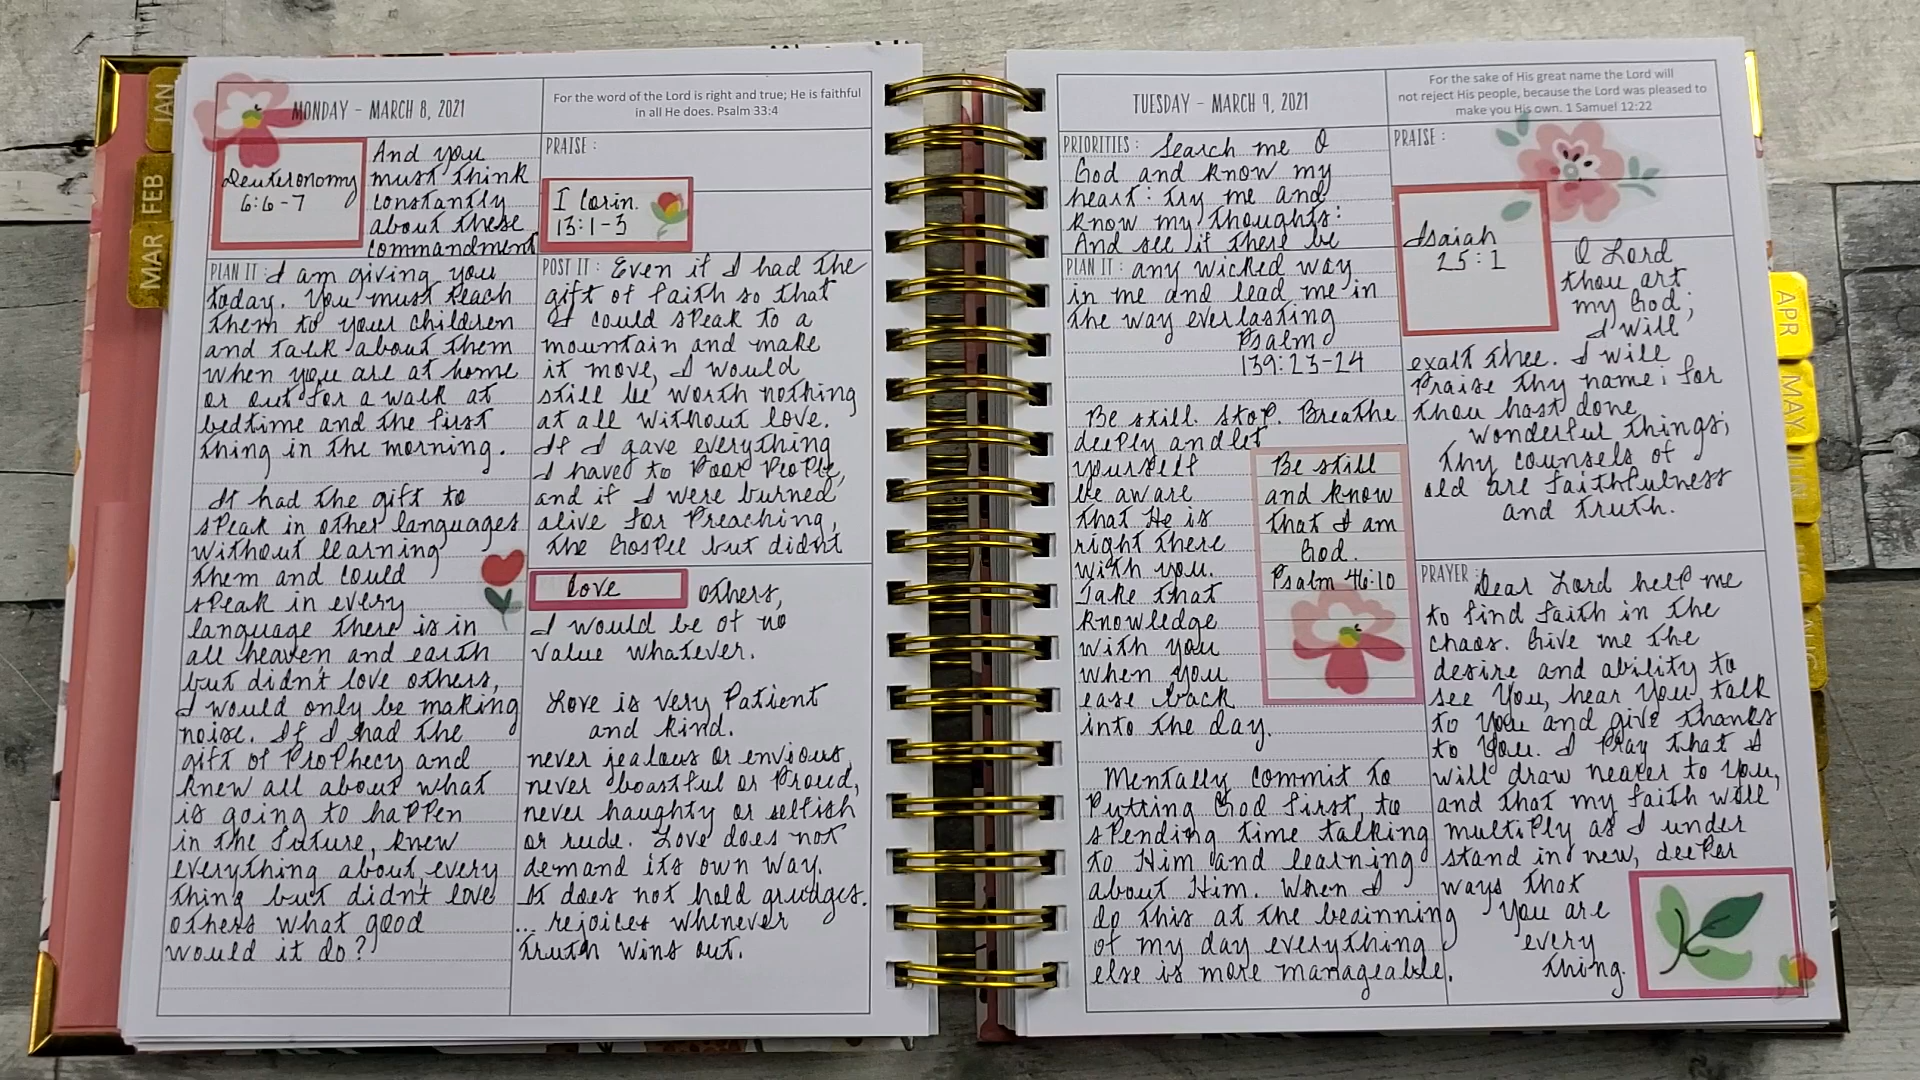 JAN
FEB
MAR
MONDAY - MARCH 8, 2021
For the word of the Lord is right and true; He is faithful
in all He does. Psalm 33:4
Deuteronomy
6:6-7
And you
must think
constantly
about these
commandment
PLAN IT: I am giving you
today. You must teach
them to your children
and talk about them
when you are at home
or out for a walk at
bedtime and the first
thing in the morning.
It had the gift to
speak in other languages
without learning
them and could
speak in every
language there is in
all heaven and earth
but didn't love others,
I would only be making
noise. If I had the
gift of Prophecy and
knew all about what
is going to happen
in the future, knew
everything about every
thing but didn't love
others what good
would it do?
PRAISE:
I Corin.
13:1-3
POST IT: Even if I had the
gift of faith so that
I could speak to a
mountain and make
it move, I would
still be worth nothing
at all without love.
If I gave everything
I haved to Poor People,
and if I were burned
alive for Preaching,
the Gospel but didn't
love others,
I would be of no
value whatever.
Love is very Patient
and kind.
never jealous or envious,
never boastful or Proud,
never haughty or selfish
or rude. Love does not
demand its own way.
It does not hold grudges.
... rejoices whenever
truth wins out.
TUESDAY - MARCH 9, 2021
For the sake of His great name the Lord will
not reject His people, because the Lord was pleased to
make you His own. 1 Samuel 12:22
PRIORITIES: Search me O
God and know my
heart: try me and
know my thoughts:
And see if there be
PLAN IT: any wicked way
in me and lead me in
the way everlasting
Psalm
139:23-24
Be still. Stop. Breathe
deeply and let
yourself
be aware
that He is
right there
with you.
Take that
knowledge
with you
when you
ease back
into the day.
Be still
and know
that I am
God.
Psalm 46:10
Mentally commit to
Putting God first, to
spending time talking
to Him and learning
about Him. When I
do this at the beainning
of my day everything
else is more manageable.
PRAISE:
Isaiah
25:1
O Lord
thou art
my God;
I will
exalt thee. I will
Praise thy name; for
thou hast done
wonderful things;
Thy counsels of
old are faithfulness
and truth.
PRAYER Dear Lord help me
to find faith in the
chaos. Give me the
desire and ability to
see You, hear You, talk
to You and give thanks
to You. I Pray that I
will draw nearer to You,
and that my faith will
multiply as I under
stand in new, deeper
ways that
You are
every
thing.
APR
MAY